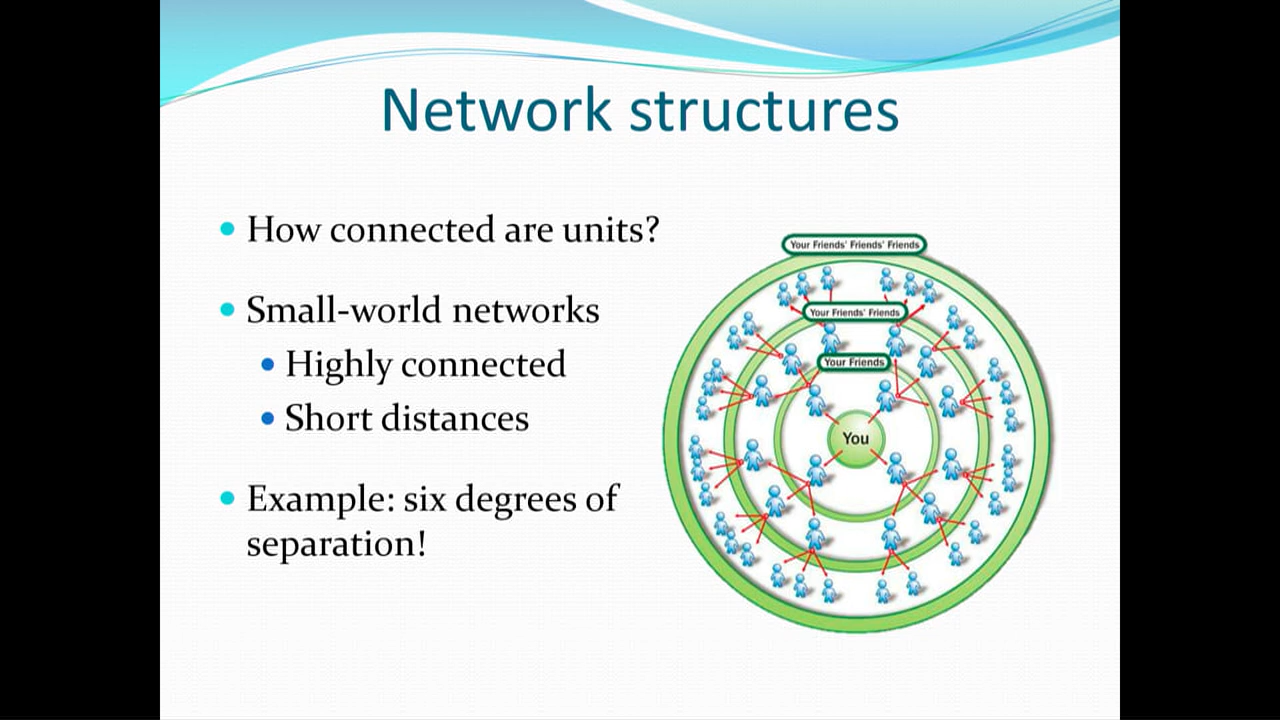 Network structures
How connected are units?
Small-world networks
Highly connected
Short distances
Example: six degrees of
separation!
Your Friends' Friends' Friends
Your Friends' Friends
Your Friends
You